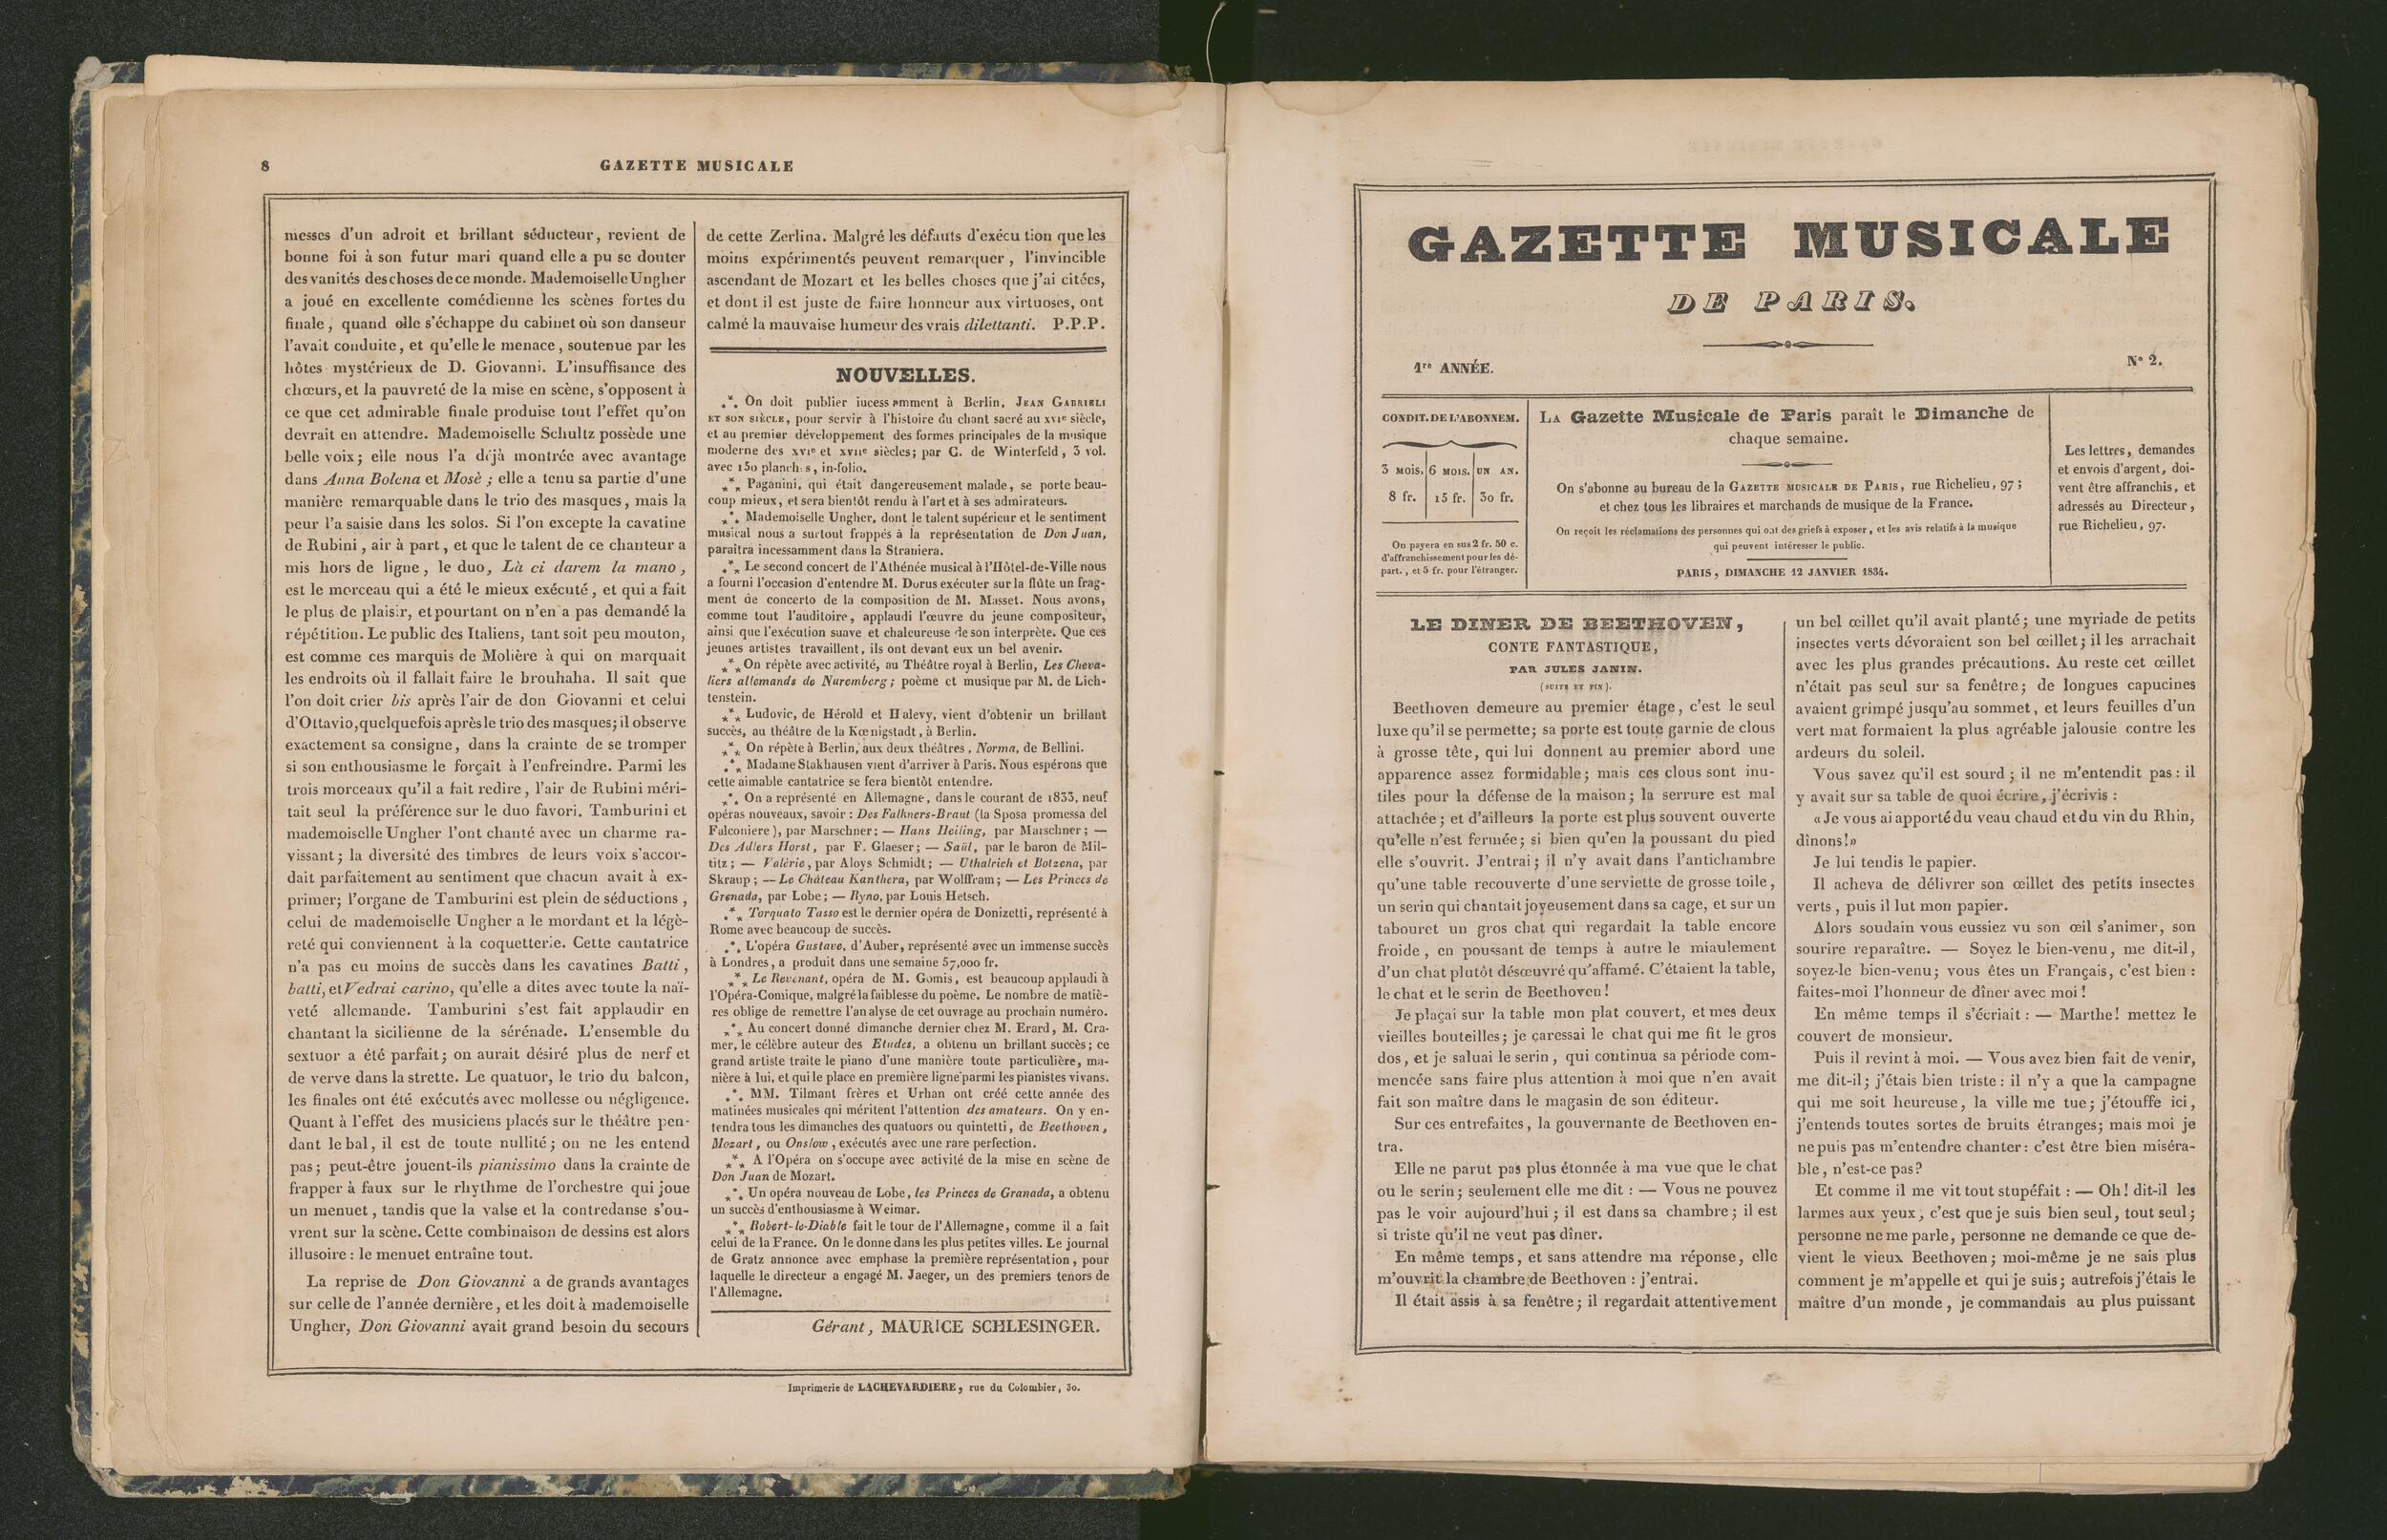 8
GAZETTE MUSICALE
messes d'un adroit et brillant séducteur, revient de
bonne foi à son futur mari quand elle a pu se douter
des vanités des choses de ce monde. Mademoiselle Ungher
a joué en excellente comédienne les scènes fortes du
finale, quand elle s'échappe du cabinet où son danseur
l'avait conduite, et qu'elle le menace, soutenue par les
hôtes mystérieux de D. Giovanni. L'insuffisance des
chœurs, et la pauvreté de la mise en scène, s'opposent à
ce que cet admirable finale produise tout l'effet qu'on
devrait en attendre. Mademoiselle Schultz possède une
belle voix; elle nous l'a déjà montrée avec avantage
dans Anna Bolena et Mosè; elle a tenu sa partie d'une
manière remarquable dans le trio des masques, mais la
peur l'a saisie dans les solos. Si l'on excepte la cavatine
de Rubini, air à part, et que le talent de ce chanteur a
mis hors de ligne, le duo, Là ci darem la mano,
est le morceau qui a été le mieux exécuté, et qui a fait
le plus de plaisir, et pourtant on n'en a pas demandé la
répétition. Le public des Italiens, tant soit peu mouton,
est comme ces marquis de Molière à qui on marquait
les endroits où il fallait faire le brouhaha. Il sait que
l'on doit crier bis après l'air de don Giovanni et celui
d'Ottavio, quelquefois après le trio des masques; il observe
exactement sa consigne, dans la crainte de se tromper
si son enthousiasme le forçait à l'enfreindre. Parmi les
trois morceaux qu'il a fait redire, l'air de Rubini méri-
tait seul la préférence sur le duo favori. Tamburini et
mademoiselle Ungher l'ont chanté avec un charme ra-
vissant; la diversité des timbres de leurs voix s'accor-
dait parfaitement au sentiment que chacun avait à ex-
primer; l'organe de Tamburini est plein de séductions,
celui de mademoiselle Ungher a le mordant et la légè-
reté qui conviennent à la coquetterie. Cette cantatrice
n'a pas eu moins de succès dans les cavatines Batti,
batti, et Vedrai carino, qu'elle a dites avec toute la naï-
veté allemande. Tamburini s'est fait applaudir en
chantant la sicilienne de la sérénade. L'ensemble du
sextuor a été parfait; on aurait désiré plus de nerf et
de verve dans la strette. Le quatuor, le trio du balcon,
les finales ont été exécutés avec mollesse ou négligence.
Quant à l'effet des musiciens placés sur le théâtre pen-
dant le bal, il est de toute nullité; on ne les entend
pas; peut-être jouent-ils pianissimo dans la crainte de
frapper à faux sur le rhythme de l'orchestre qui joue
un menuet, tandis que la valse et la contredanse s'ou-
vrent sur la scène. Cette combinaison de dessins est alors
illusoire: le menuet entraîne tout.
La reprise de Don Giovanni a de grands avantages
sur celle de l'année dernière, et les doit à mademoiselle
Ungher, Don Giovanni avait grand besoin du secours
de cette Zerlina. Malgré les défauts d'exécu tion que les
moins expérimentés peuvent remarquer, l'invincible
ascendant de Mozart et les belles choses que j'ai citées,
et dont il est juste de faire honneur aux virtuoses, ont
calmé la mauvaise humeur des vrais dilettanti. P.P.P.
NOUVELLES.
⁂ On doit publier incessamment à Berlin, JEAN GABRIELI
ET SON SIÈCLE, pour servir à l'histoire du chant sacré au XVIe siècle,
et au premier développement des formes principales de la musique
moderne des XVIe et XVIIe siècles; par C. de Winterfeld, 3 vol.
avec 150 planches, in-folio.
⁂ Paganini, qui était dangereusement malade, se porte beau-
coup mieux, et sera bientôt rendu à l'art et à ses admirateurs.
⁂ Mademoiselle Ungher, dont le talent supérieur et le sentiment
musical nous a surtout frappés à la représentation de Don Juan,
paraîtra incessamment dans la Straniera.
⁂ Le second concert de l'Athénée musical à l'Hôtel-de-Ville nous
a fourni l'occasion d'entendre M. Dorus exécuter sur la flûte un frag-
ment de concerto de la composition de M. Masset. Nous avons,
comme tout l'auditoire, applaudi l'œuvre du jeune compositeur,
ainsi que l'exécution suave et chaleureuse de son interprète. Que ces
jeunes artistes travaillent, ils ont devant eux un bel avenir.
⁂ On répète avec activité, au Théâtre royal à Berlin, Les Cheva-
liers allemands de Nuremberg; poème et musique par M. de Lich-
tenstein.
⁂ Ludovic, de Hérold et Halevy, vient d'obtenir un brillant
succès, au théâtre de la Kœnigstadt, à Berlin.
⁂ On répète à Berlin, aux deux théâtres, Norma, de Bellini.
⁂ Madame Stokhausen vient d'arriver à Paris. Nous espérons que
cette aimable cantatrice se fera bientôt entendre.
⁂ On a représenté en Allemagne, dans le courant de 1833, neuf
opéras nouveaux, savoir: Des Falkners-Braut (la Sposa promessa del
Falconiere), par Marschner; — Hans Heiling, par Marschner; —
Des Adlers Horst, par F. Glaeser; — Saül, par le baron de Mil-
titz; — Valérie, par Aloys Schmidt; — Uthalrich et Botzena, par
Skraup; — Le Château Kanthera, par Wolffram; — Les Princes de
Grenada, par Lobe; — Ryno, par Louis Hetsch.
⁂ Torquato Tasso est le dernier opéra de Donizetti, représenté à
Rome avec beaucoup de succès.
⁂ L'opéra Gustave, d'Auber, représenté avec un immense succès
à Londres, a produit dans une semaine 57,000 fr.
⁂ Le Revenant, opéra de M. Gomis, est beaucoup applaudi à
l'Opéra-Comique, malgré la faiblesse du poème. Le nombre de matiè-
res oblige de remettre l'analyse de cet ouvrage au prochain numéro.
⁂ Au concert donné dimanche dernier chez M. Erard, M. Cra-
mer, le célèbre auteur des Etudes, a obtenu un brillant succès; ce
grand artiste traite le piano d'une manière toute particulière, ma-
nière à lui, et qui le place en première ligne parmi les pianistes vivans.
⁂ MM. Tilmant frères et Urhan ont créé cette année des
matinées musicales qui méritent l'attention des amateurs. On y en-
tendra tous les dimanches des quatuors ou quintetti, de Beethoven,
Mozart, ou Onslow, exécutés avec une rare perfection.
⁂ A l'Opéra on s'occupe avec activité de la mise en scène de
Don Juan de Mozart.
⁂ Un opéra nouveau de Lobe, les Princes de Granada, a obtenu
un succès d'enthousiasme à Weimar.
⁂ Robert-le-Diable fait le tour de l'Allemagne, comme il a fait
celui de la France. On le donne dans les plus petites villes. Le journal
de Gratz annonce avec emphase la première représentation, pour
laquelle le directeur a engagé M. Jaeger, un des premiers tenors de
l'Allemagne.
Gérant, MAURICE SCHLESINGER.
Imprimerie de LACHEVARDIERE, rue du Colombier, 30.
GAZETTE MUSICALE
DE PARIS.
1re ANNÉE.
N° 2.
CONDIT. DE L'ABONNEM.
3 MOIS. 6 MOIS. UN AN.
8 fr. 15 fr. 30 fr.
On payera en sus 2 fr. 50 c.
d'affranchissement pour les dé-
part., et 5 fr. pour l'étranger.
LA Gazette Musicale de Paris paraît le Dimanche de
chaque semaine.
On s'abonne au bureau de la GAZETTE MUSICALE DE PARIS, rue Richelieu, 97;
et chez tous les libraires et marchands de musique de la France.
On reçoit les réclamations des personnes qui ont des griefs à exposer, et les avis relatifs à la musique
qui peuvent intéresser le public.
PARIS, DIMANCHE 12 JANVIER 1834.
Les lettres, demandes
et envois d'argent, doi-
vent être affranchis, et
adressés au Directeur,
rue Richelieu, 97.
LE DINER DE BEETHOVEN,
CONTE FANTASTIQUE,
PAR JULES JANIN.
(SUITE ET FIN).
Beethoven demeure au premier étage, c'est le seul
luxe qu'il se permette; sa porte est toute garnie de clous
à grosse tête, qui lui donnent au premier abord une
apparence assez formidable; mais ces clous sont inu-
tiles pour la défense de la maison; la serrure est mal
attachée; et d'ailleurs la porte est plus souvent ouverte
qu'elle n'est fermée; si bien qu'en la poussant du pied
elle s'ouvrit. J'entrai; il n'y avait dans l'antichambre
qu'une table recouverte d'une serviette de grosse toile,
un serin qui chantait joyeusement dans sa cage, et sur un
tabouret un gros chat qui regardait la table encore
froide, en poussant de temps à autre le miaulement
d'un chat plutôt désœuvré qu'affamé. C'étaient la table,
le chat et le serin de Beethoven!
Je plaçai sur la table mon plat couvert, et mes deux
vieilles bouteilles; je caressai le chat qui me fit le gros
dos, et je saluai le serin, qui continua sa période com-
mencée sans faire plus attention à moi que n'en avait
fait son maître dans le magasin de son éditeur.
Sur ces entrefaites, la gouvernante de Beethoven en-
tra.
Elle ne parut pas plus étonnée à ma vue que le chat
ou le serin; seulement elle me dit: — Vous ne pouvez
pas le voir aujourd'hui; il est dans sa chambre; il est
si triste qu'il ne veut pas dîner.
En même temps, et sans attendre ma réponse, elle
m'ouvrit la chambre de Beethoven: j'entrai.
Il était assis à sa fenêtre; il regardait attentivement
un bel œillet qu'il avait planté; une myriade de petits
insectes verts dévoraient son bel œillet; il les arrachait
avec les plus grandes précautions. Au reste cet œillet
n'était pas seul sur sa fenêtre; de longues capucines
avaient grimpé jusqu'au sommet, et leurs feuilles d'un
vert mat formaient la plus agréable jalousie contre les
ardeurs du soleil.
Vous savez qu'il est sourd; il ne m'entendit pas: il
y avait sur sa table de quoi écrire, j'écrivis:
«Je vous ai apporté du veau chaud et du vin du Rhin,
dînons!»
Je lui tendis le papier.
Il acheva de délivrer son œillet des petits insectes
verts, puis il lut mon papier.
Alors soudain vous eussiez vu son œil s'animer, son
sourire reparaître. — Soyez le bien-venu, me dit-il,
soyez-le bien-venu; vous êtes un Français, c'est bien:
faites-moi l'honneur de dîner avec moi!
En même temps il s'écriait: — Marthe! mettez le
couvert de monsieur.
Puis il revint à moi. — Vous avez bien fait de venir,
me dit-il; j'étais bien triste: il n'y a que la campagne
qui me soit heureuse, la ville me tue; j'étouffe ici,
j'entends toutes sortes de bruits étranges; mais moi je
ne puis pas m'entendre chanter: c'est être bien miséra-
ble, n'est-ce pas?
Et comme il me vit tout stupéfait: — Oh! dit-il les
larmes aux yeux, c'est que je suis bien seul, tout seul;
personne ne me parle, personne ne demande ce que de-
vient le vieux Beethoven; moi-même je ne sais plus
comment je m'appelle et qui je suis; autrefois j'étais le
maître d'un monde, je commandais au plus puissant